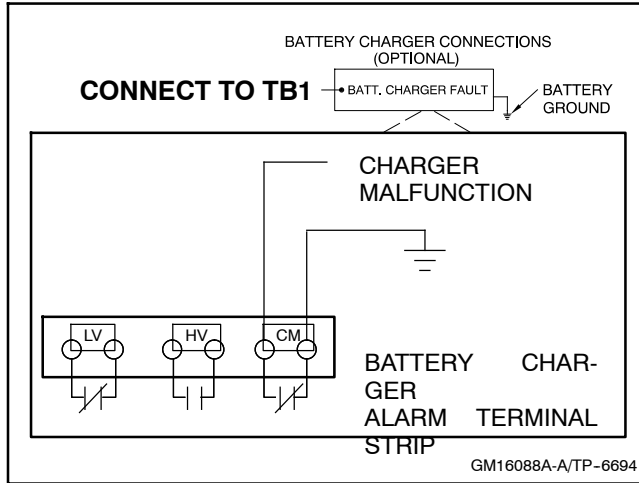 BATTERY CHARGER CONNECTIONS
(OPTIONAL)
CONNECT TO TB1
BATT. CHARGER FAULT
BATTERY
GROUND
CHARGER
MALFUNCTION
LV
HV
CM
BATTERY CHAR-
GER
ALARM TERMINAL
STRIP
GM16088A-A/TP-6694